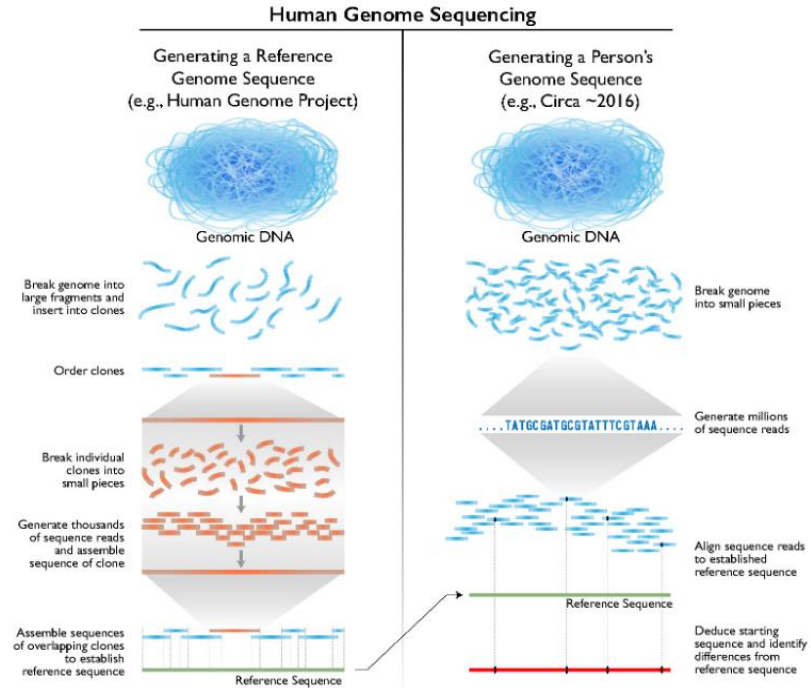 Human Genome Sequencing
Generating a Reference
Genome Sequence
(e.g., Human Genome Project)
Genomic DNA
Break genome into
large fragments and
insert into clones
Order clones
Break individual
clones into
small pieces
Generate thousands
of sequence reads
and assemble
sequence of clone
Assemble sequences
of overlapping clones
to establish
reference sequence
Reference Sequence
Generating a Person's
Genome Sequence
(e.g., Circa ~2016)
Genomic DNA
Break genome
into small pieces
....TATGCGATGCGTATTTCGTAAA....
Generate millions
of sequence reads
Align sequence reads
to established
reference sequence
Reference Sequence
Deduce starting
sequence and identify
differences from
reference sequence